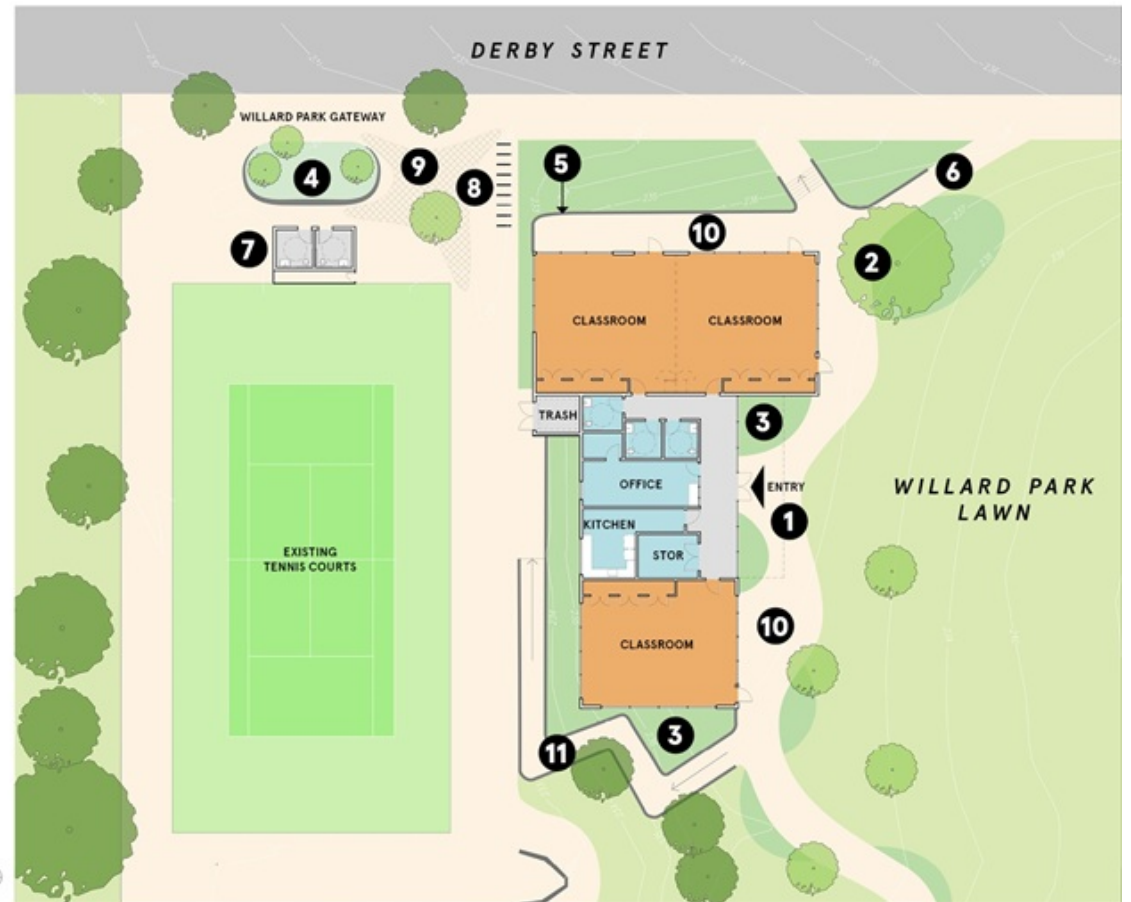 DERBY STREET
WILLARD PARK GATEWAY
9
5
4
8
6
10
7
2
CLASSROOM
CLASSROOM
TRASH
3
OFFICE
ENTRY
WILLARD PARK
LAWN
1
KITCHEN
STOR
EXISTING
TENNIS COURTS
10
CLASSROOM
3
11